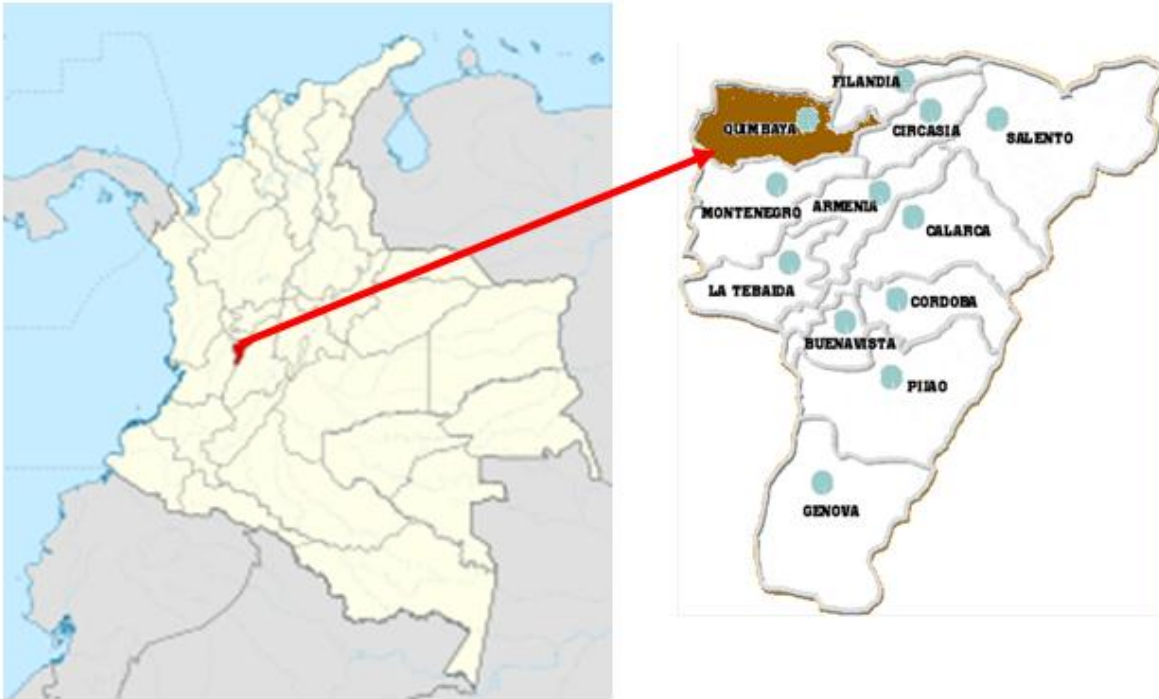 FILANDIA
QUIMBAYA
CIRCASIA
SALENTO
MONTENEGRO
ARMENIA
CALARCA
LA TEBAIDA
CORDOBA
BUENAVISTA
PIJAO
GENOVA